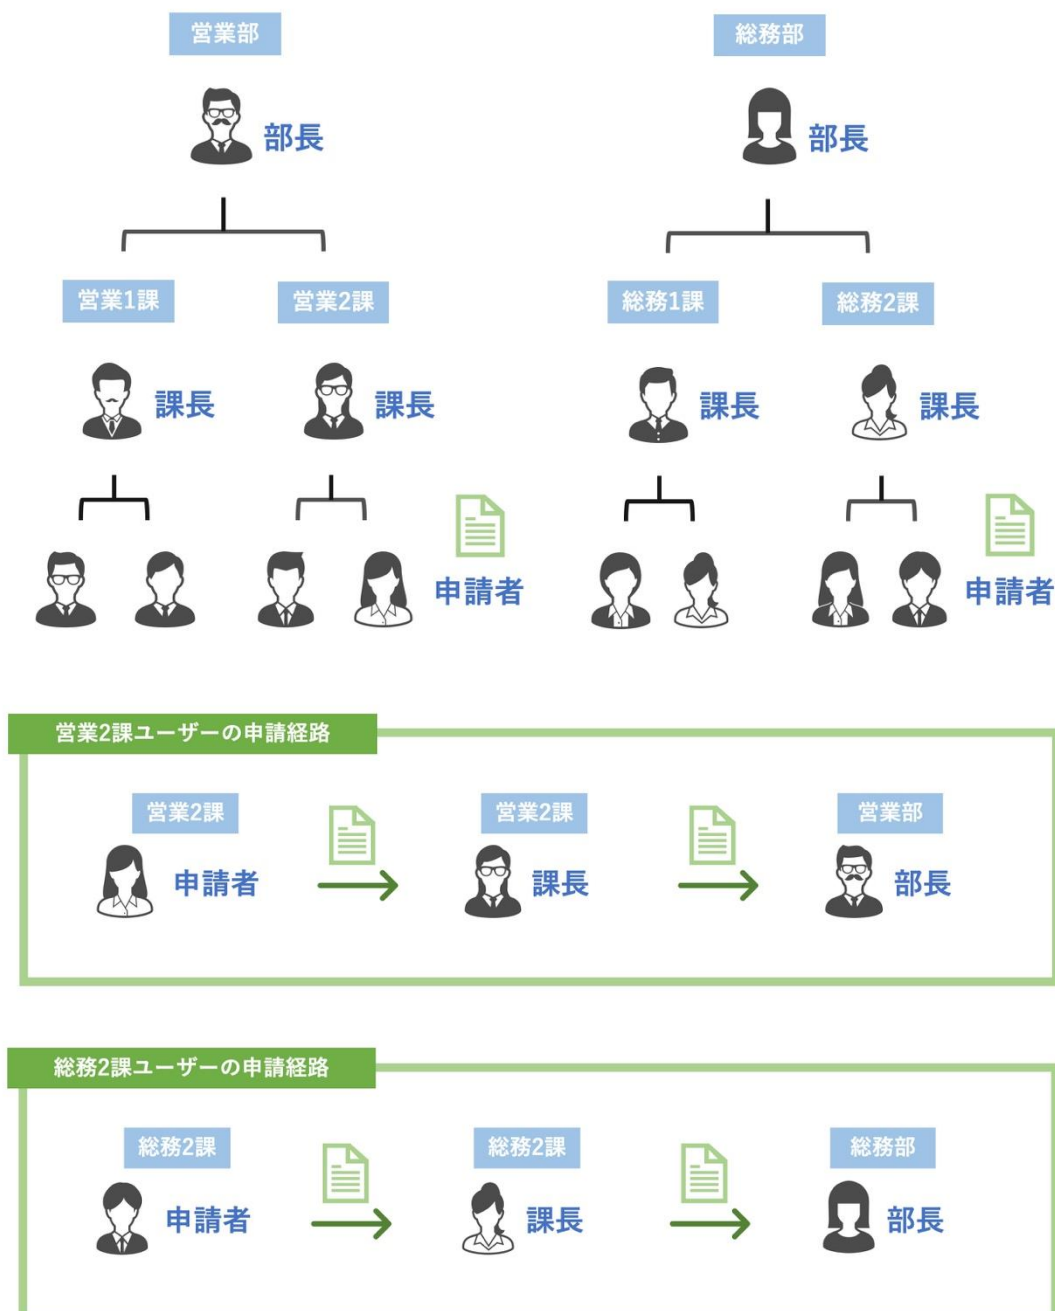 営業部
総務部
部長
部長
営業1課
営業2課
総務1課
総務2課
課長
課長
課長
課長
申請者
申請者
営業2課ユーザーの申請経路
営業2課
営業2課
営業部
申請者
課長
部長
総務2課ユーザーの申請経路
総務2課
総務2課
総務部
申請者
課長
部長